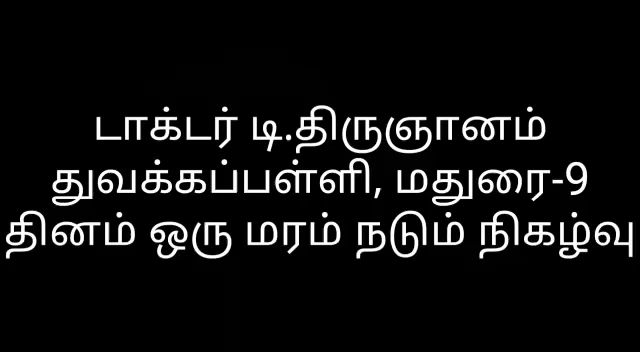 டாக்டர் டி.திருஞானம்
துவக்கப்பள்ளி, மதுரை-9
தினம் ஒரு மரம் நடும் நிகழ்வு